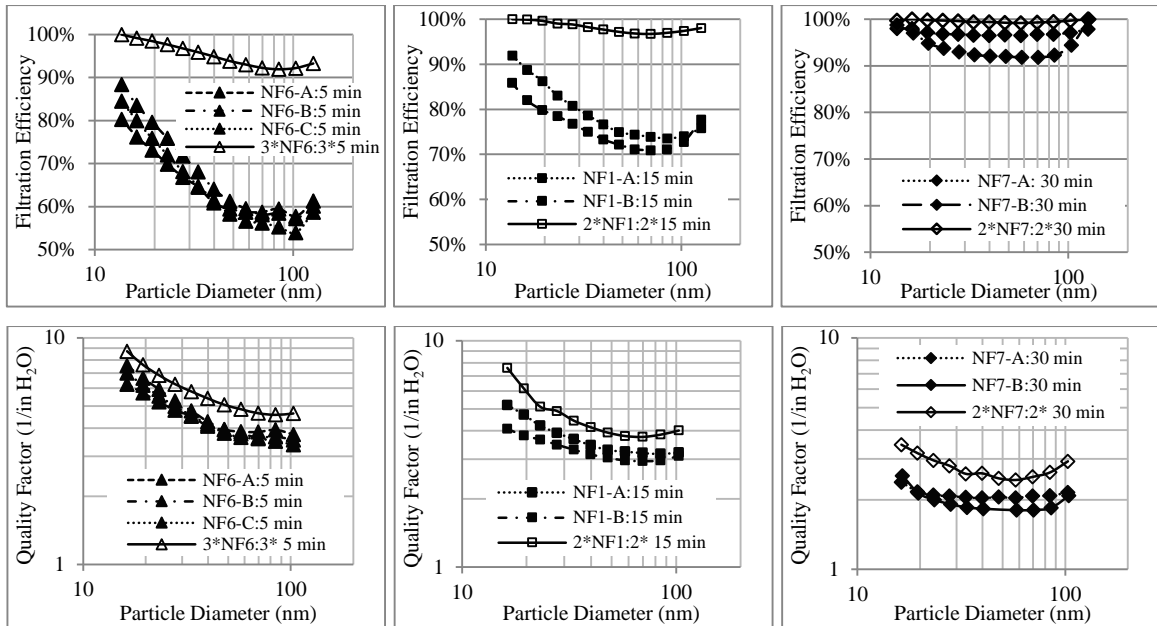 Filtration Efficiency
100%
90%
80%
70%
60%
50%
NF6-A:5 min
NF6-B:5 min
NF6-C:5 min
3*NF6:3*5 min
10
100
Particle Diameter (nm)
Filtration Efficiency
100%
90%
80%
70%
60%
50%
NF1-A:15 min
NF1-B:15 min
2*NF1:2*15 min
10
100
Particle Diameter (nm)
Filtration Efficiency
100%
90%
80%
70%
60%
50%
NF7-A: 30 min
NF7-B:30 min
2*NF7:2*30 min
10
100
Particle Diameter (nm)
Quality Factor (1/in H₂O)
10
1
NF6-A:5 min
NF6-B:5 min
NF6-C:5 min
3*NF6:3* 5 min
10
100
Particle Diameter (nm)
Quality Factor (1/in H₂O)
10
1
NF1-A:15 min
NF1-B:15 min
2*NF1:2* 15 min
10
100
Particle Diameter (nm)
Quality Factor (1/in H₂O)
10
1
NF7-A:30 min
NF7-B:30 min
2*NF7:2* 30 min
10
100
Particle Diameter (nm)